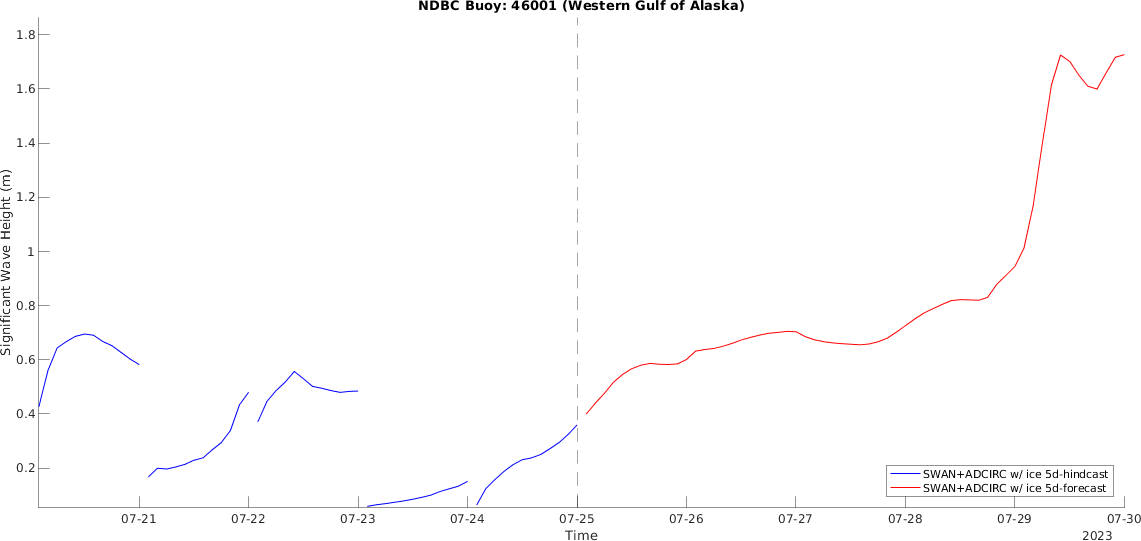 NDBC Buoy: 46001 (Western Gulf of Alaska)
1.8
1.6
1.4
1.2
1
0.8
0.6
0.4
0.2
Significant Wave Height (m)
SWAN+ADCIRC w/ ice 5d-hindcast
SWAN+ADCIRC w/ ice 5d-forecast
07-21 07-22 07-23 07-24 07-25 07-26 07-27 07-28 07-29 07-30
Time
2023